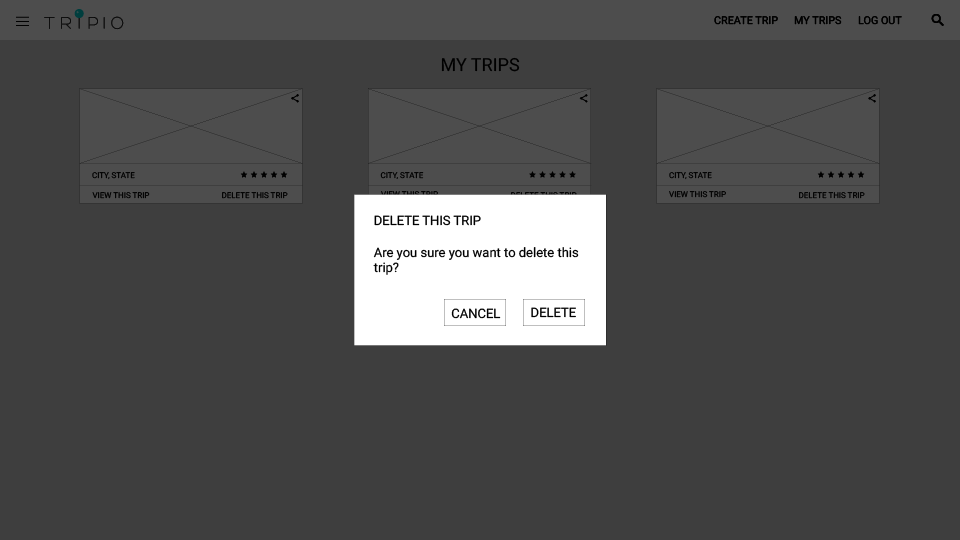 TRIPIO
CREATE TRIP
MY TRIPS
LOG OUT
MY TRIPS
CITY, STATE
CITY, STATE
CITY, STATE
VIEW THIS TRIP
DELETE THIS TRIP
VIEW THIS TRIP
DELETE THIS TRIP
VIEW THIS TRIP
DELETE THIS TRIP
DELETE THIS TRIP
Are you sure you want to delete this
trip?
CANCEL
DELETE